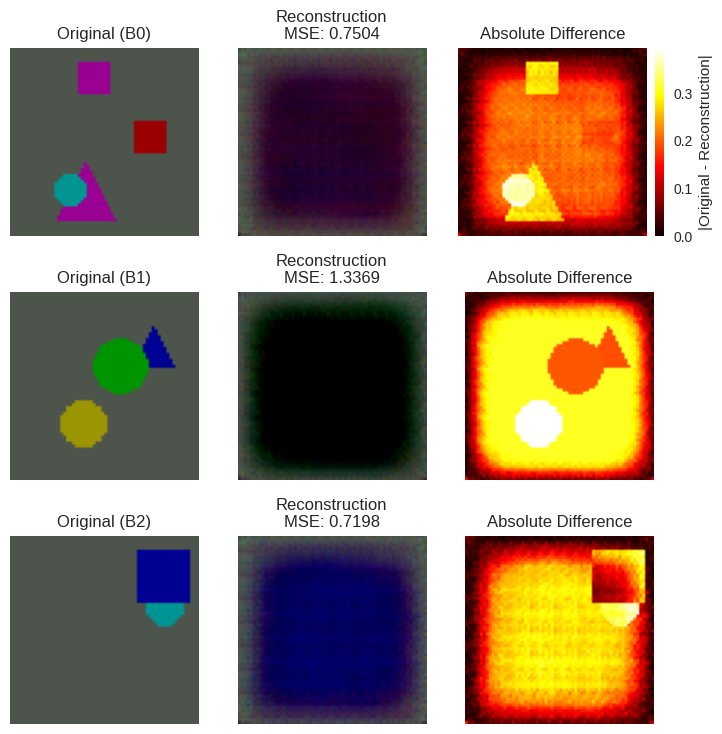 Original (B0)
Reconstruction
MSE: 0.7504
Absolute Difference
0.3
0.2
0.1
0.0
|Original - Reconstruction|
Original (B1)
Reconstruction
MSE: 1.3369
Absolute Difference
Original (B2)
Reconstruction
MSE: 0.7198
Absolute Difference